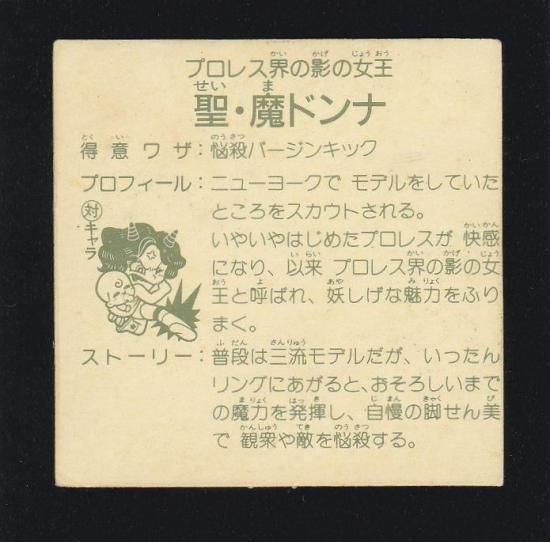 プロレス界の影の女王
聖・魔ドンナ
得意ワザ：悩殺バージンキック
プロフィール：ニューヨークで モデルをしていた
ところをスカウトされる。
いやいやはじめたプロレスが 快感
になり、以来 プロレス界の影の女
王と呼ばれ、妖しげな魅力をふり
まく。
対キャラ
ストーリー：普段は三流モデルだが、いったん
リングにあがると、おそろしいまで
の魔力を発揮し、自慢の脚せん美
で 観衆や敵を悩殺する。